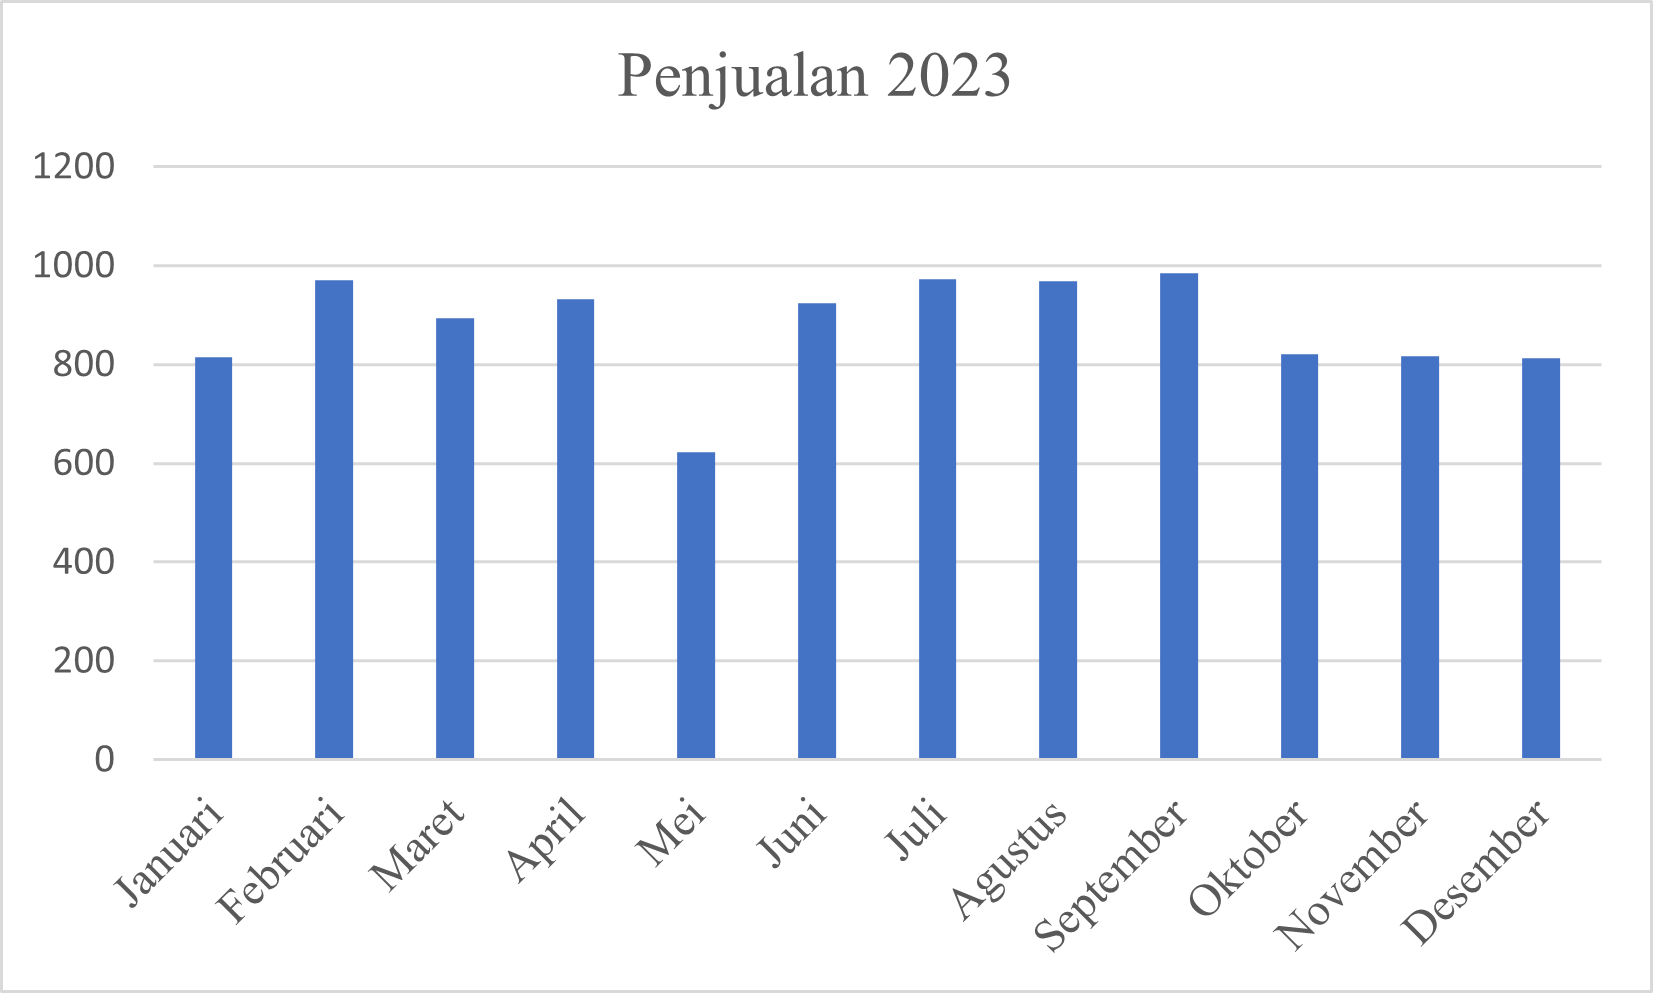 Penjualan 2023
1200
1000
800
600
400
200
0
Januari
Februari
Maret
April
Mei
Juni
Juli
Agustus
September
Oktober
November
Desember